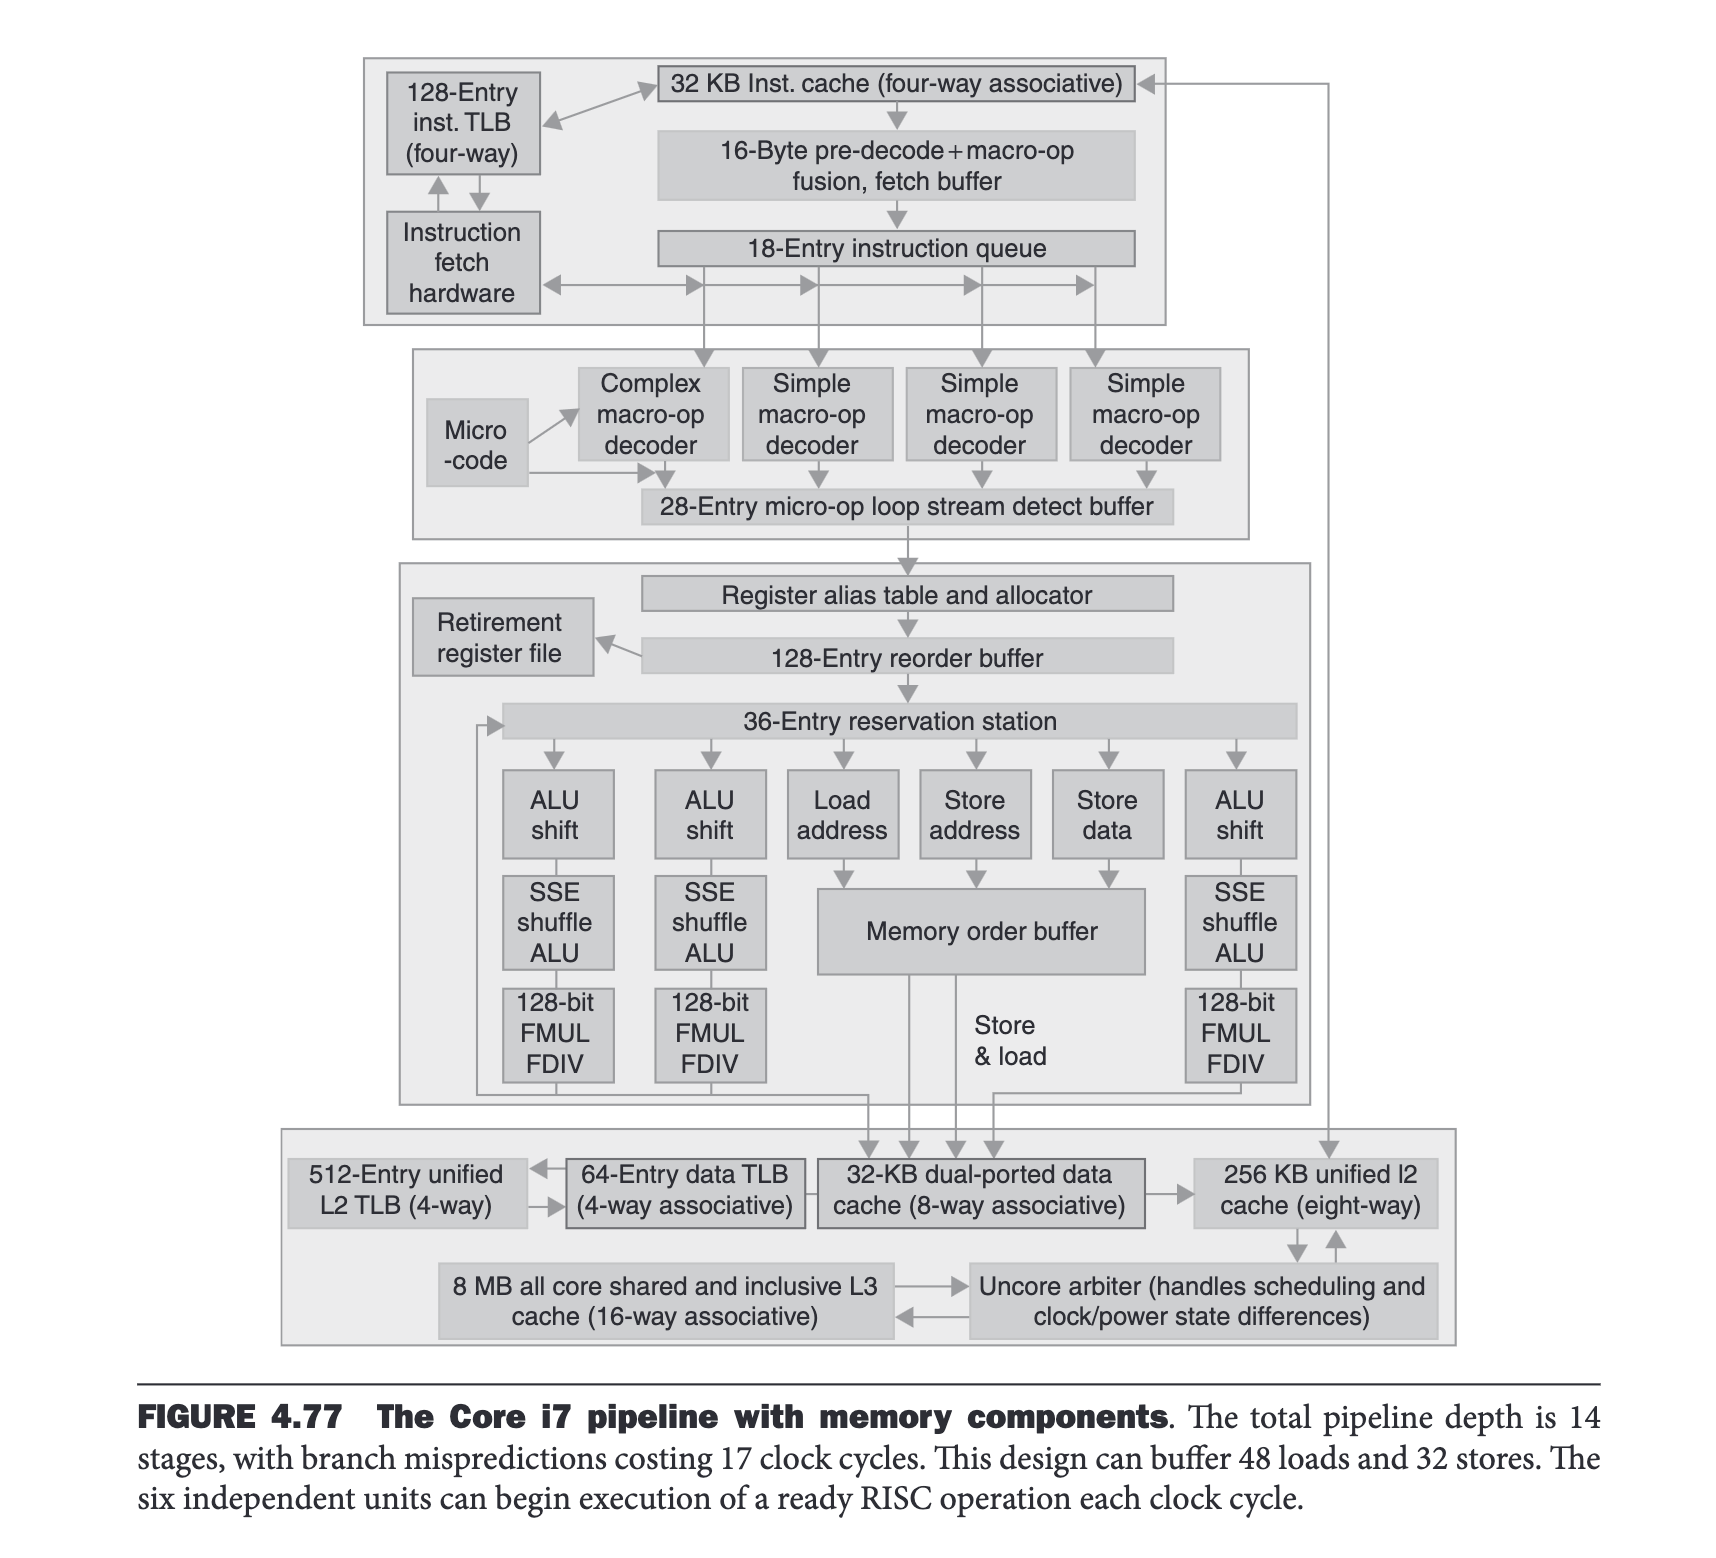 128-Entry
inst. TLB
(four-way)
32 KB Inst. cache (four-way associative)
16-Byte pre-decode+macro-op
fusion, fetch buffer
Instruction
fetch
hardware
18-Entry instruction queue
Micro
-code
Complex
macro-op
decoder
Simple
macro-op
decoder
Simple
macro-op
decoder
Simple
macro-op
decoder
28-Entry micro-op loop stream detect buffer
Register alias table and allocator
Retirement
register file
128-Entry reorder buffer
36-Entry reservation station
ALU
shift
ALU
shift
Load
address
Store
address
Store
data
ALU
shift
SSE
shuffle
ALU
SSE
shuffle
ALU
Memory order buffer
SSE
shuffle
ALU
128-bit
FMUL
FDIV
128-bit
FMUL
FDIV
Store
& load
128-bit
FMUL
FDIV
512-Entry unified
L2 TLB (4-way)
64-Entry data TLB
(4-way associative)
32-KB dual-ported data
cache (8-way associative)
256 KB unified l2
cache (eight-way)
8 MB all core shared and inclusive L3
cache (16-way associative)
Uncore arbiter (handles scheduling and
clock/power state differences)
FIGURE 4.77 The Core i7 pipeline with memory components. The total pipeline depth is 14
stages, with branch mispredictions costing 17 clock cycles. This design can buffer 48 loads and 32 stores. The
six independent units can begin execution of a ready RISC operation each clock cycle.